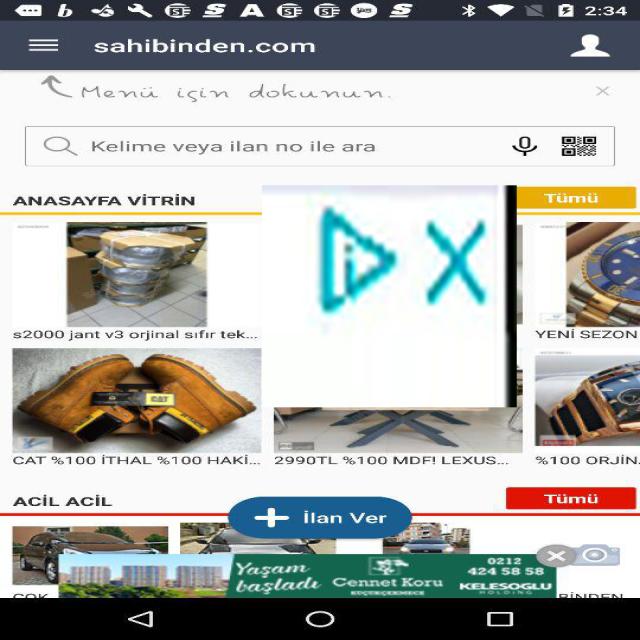 2:34
sahibinden.com
Menü için dokunun.
Kelime veya ilan no ile ara
ANASAYFA VİTRİN
Tümü
s2000 jant v3 orjinal sıfır tek...
YENİ SEZON
CAT
CAT %100 İTHAL %100 HAKİ...
2990TL %100 MDF! LEXUS...
%100 ORJİN
ACİL ACİL
Tümü
İlan Ver
Yaşam başladı
Cennet Koru
KÜÇÜKÇEKMECE
0212
424 58 58
KELEŞOĞLU
HOLDING
ÇOK
BİNDEN